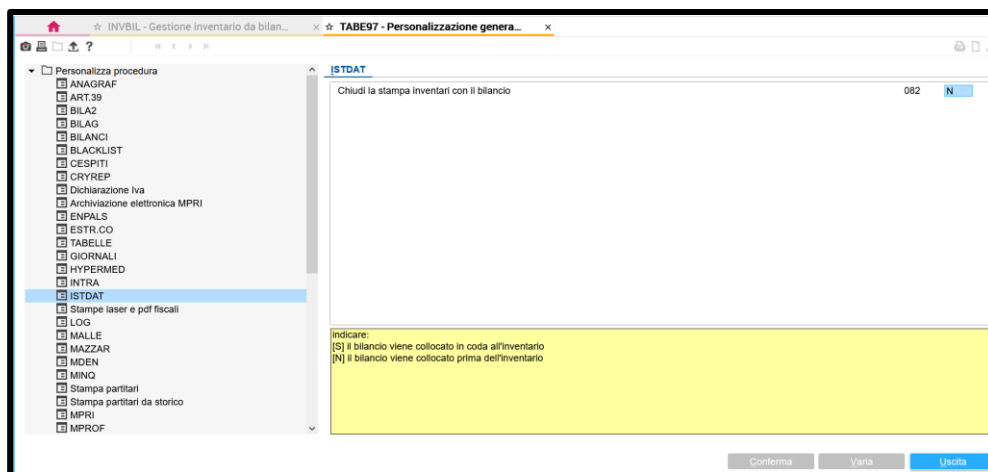 INVBIL - Gestione inventario da bilan...
TABE97 - Personalizzazione genera...
?
Personalizza procedura
ANAGRAF
ART.39
BILA2
BILAG
BILANCI
BLACKLIST
CESPITI
CRYREP
Dichiarazione Iva
Archiviazione elettronica MPRI
ENPALS
ESTR.CO
TABELLE
GIORNALI
HYPERMED
INTRA
ISTDAT
Stampe laser e pdf fiscali
LOG
MALLE
MAZZAR
MDEN
MINQ
Stampa partitari
Stampa partitari da storico
MPRI
MPROF
ISTDAT
Chiudi la stampa inventari con il bilancio 082 N
indicare:
[S] il bilancio viene collocato in coda all'inventario
[N] il bilancio viene collocato prima dell'inventario
Conferma Varia Uscita